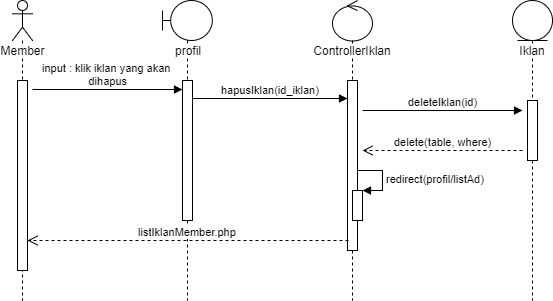 Member
profil
ControllerIklan
Iklan
input : klik iklan yang akan
dihapus
hapusIklan(id_iklan)
deleteIklan(id)
delete(table, where)
redirect(profil/listAd)
listIklanMember.php